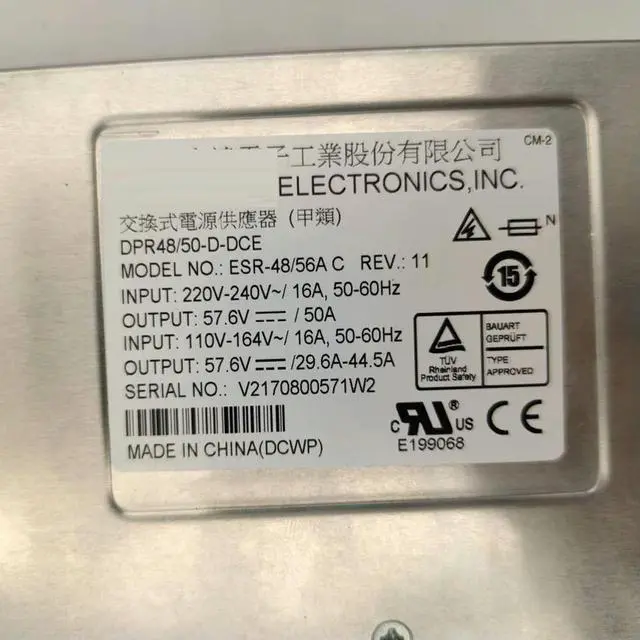 子工業股份有限公司
CM-2
ELECTRONICS,INC.
交換式電源供應器 (甲類)
DPR48/50-D-DCE
N
MODEL NO.: ESR-48/56A C REV.: 11
15
INPUT: 220V-240V~/ 16A, 50-60Hz
OUTPUT: 57.6V ⎓ / 50A
INPUT: 110V-164V~/ 16A, 50-60Hz
OUTPUT: 57.6V ⎓ /29.6A-44.5A
SERIAL NO.: V2170800571W2
TÜV
Rheinland
Product Safety
BAUART
GEPRÜFT
TYPE
APPROVED
MADE IN CHINA(DCWP)
c RU ® US
E199068
CE